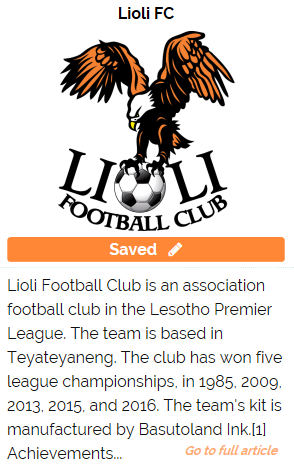 Lioli FC
LIOLI
FOOTBALL CLUB
Saved
Lioli Football Club is an association
football club in the Lesotho Premier
League. The team is based in
Teyateyaneng. The club has won five
league championships, in 1985, 2009,
2013, 2015, and 2016. The team's kit is
manufactured by Basutoland Ink.[1]
Achievements...
Go to full article